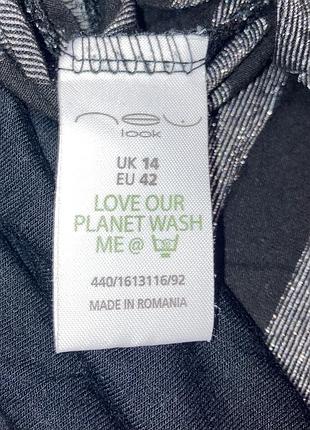 new
look
UK 14
EU 42
LOVE OUR
PLANET WASH
ME @
440/1613116/92
MADE IN ROMANIA